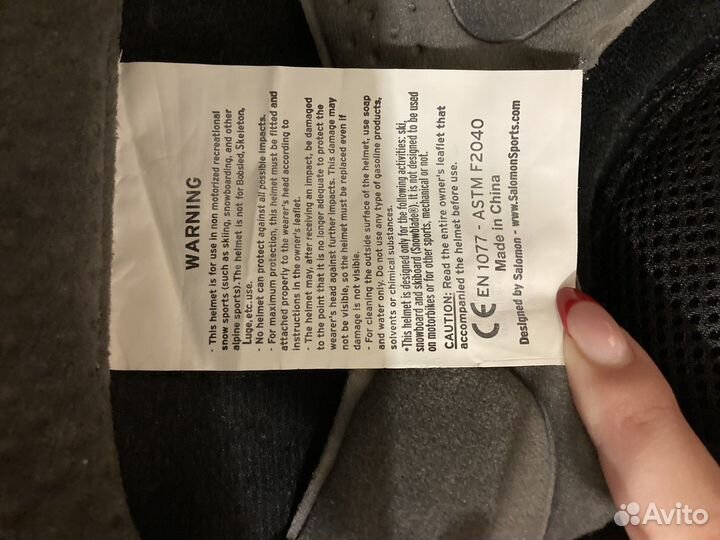 WARNING
· This helmet is for use in non motorized recreational
snow sports (such as skiing, snowboarding, and other
alpine sports). The helmet is not for Bobsled, Skeleton,
Luge, etc. use.
· No helmet can protect against all possible impacts.
· For maximum protection, this helmet must be fitted and
attached properly to the wearer's head according to
instructions in the owner's leaflet.
· The helmets may, after receiving an impact, be damaged
to the point that it is no longer adequate to protect the
wearer's head against further impacts. This damage may
not be visible, so the helmet must be replaced even if
damage is not visible.
· For cleaning the outside surface of the helmet, use soap
and water only. Do not use any type of gasoline products,
solvents or chimical substances.
•This helmet is designed only for the following activities: ski,
snowboard and skiboard (Snowblade®). It is not designed to be used
on motorbikes or for other sports, mechanical or not.
CAUTION: Read the entire owner's leaflet that
accompanied the helmet before use.
CE EN 1077 - ASTM F2040
Made in China
Designed by Salomon - www.SalomonSports.com
Avito